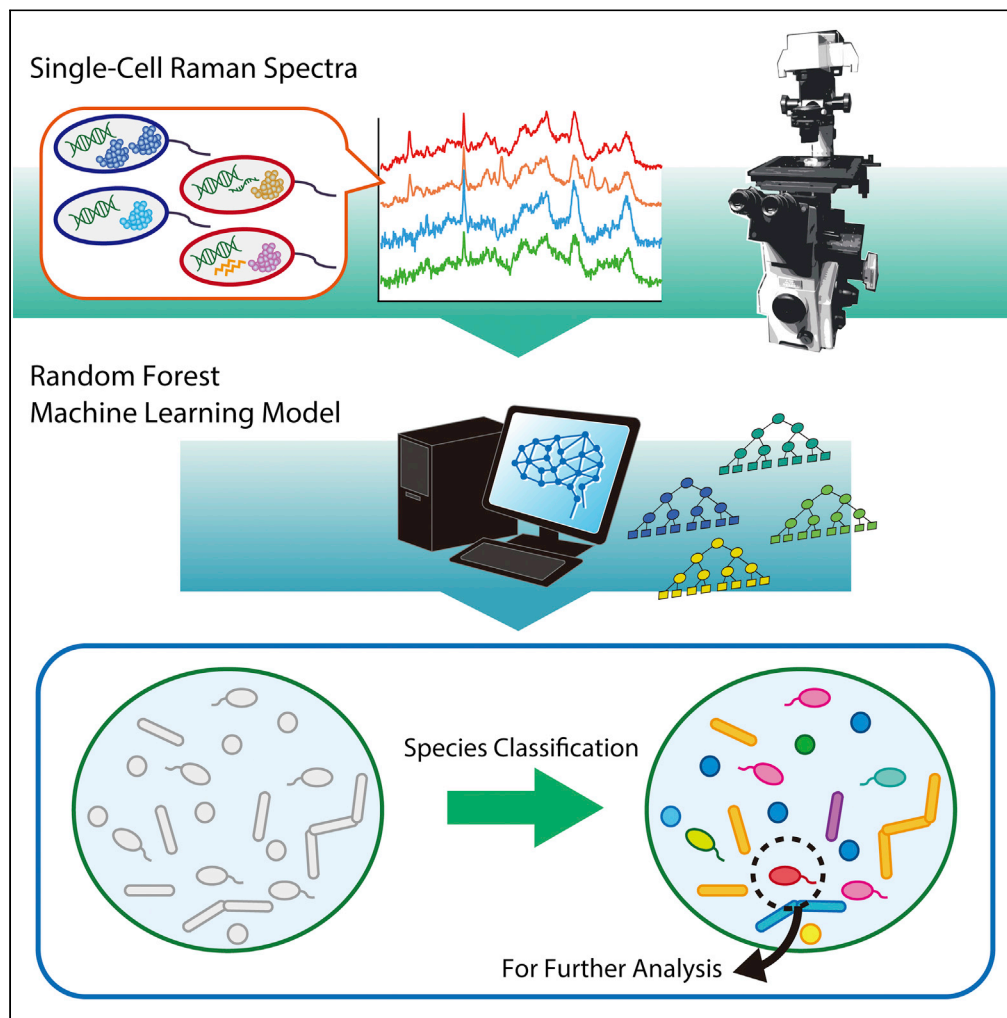 Single-Cell Raman Spectra
Random Forest
Machine Learning Model
Species Classification
For Further Analysis